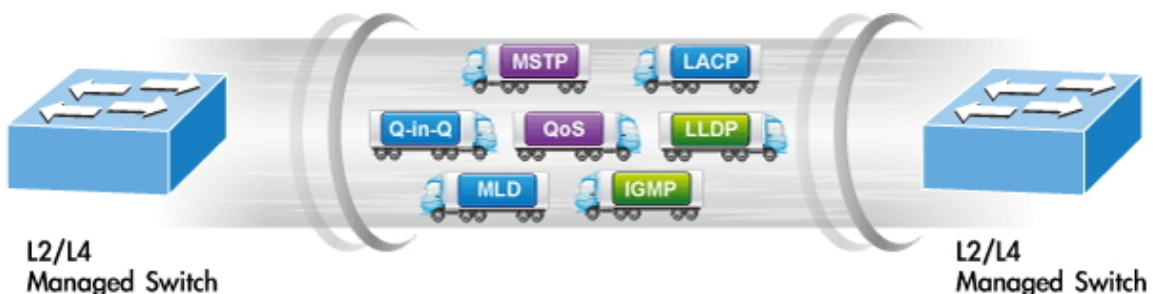 MSTP
LACP
Q-in-Q
QoS
LLDP
MLD
IGMP
L2/L4
Managed Switch
L2/L4
Managed Switch